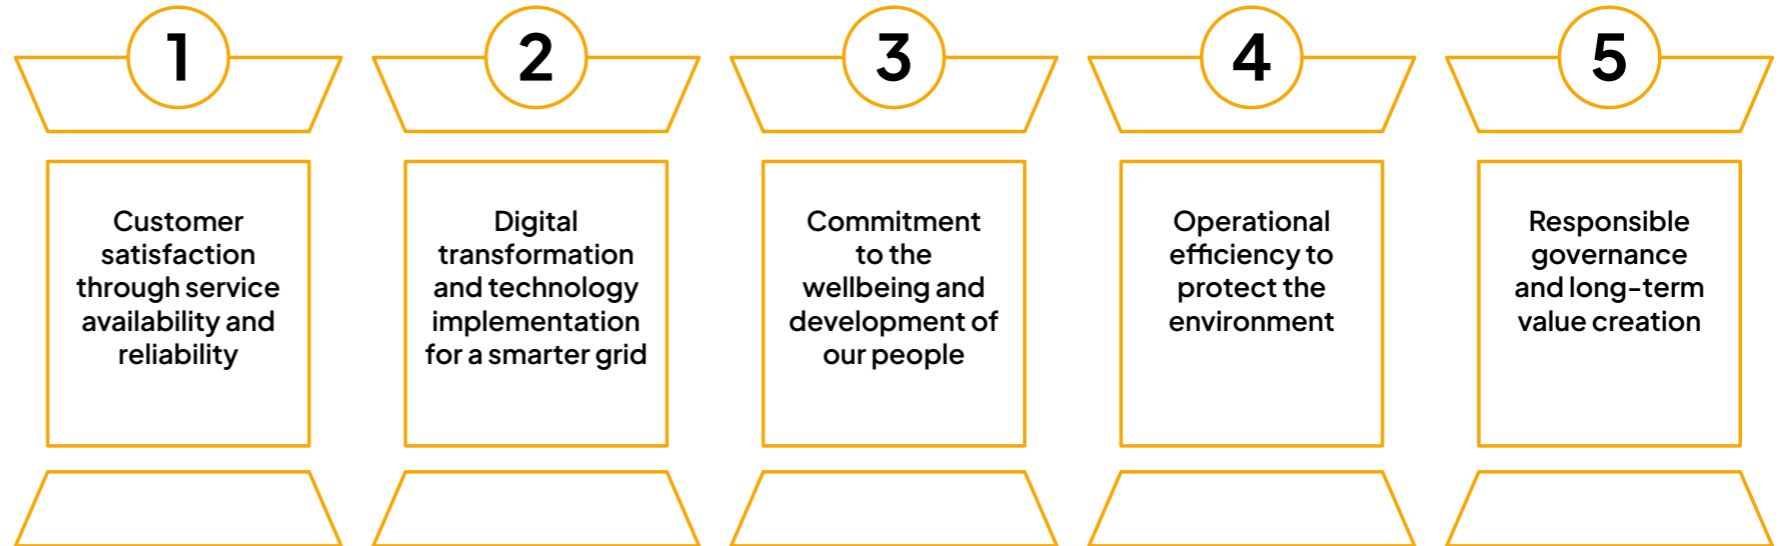 1
Customer
satisfaction
through service
availability and
reliability
2
Digital
transformation
and technology
implementation
for a smarter grid
3
Commitment
to the
wellbeing and
development of
our people
4
Operational
efficiency to
protect the
environment
5
Responsible
governance
and long-term
value creation